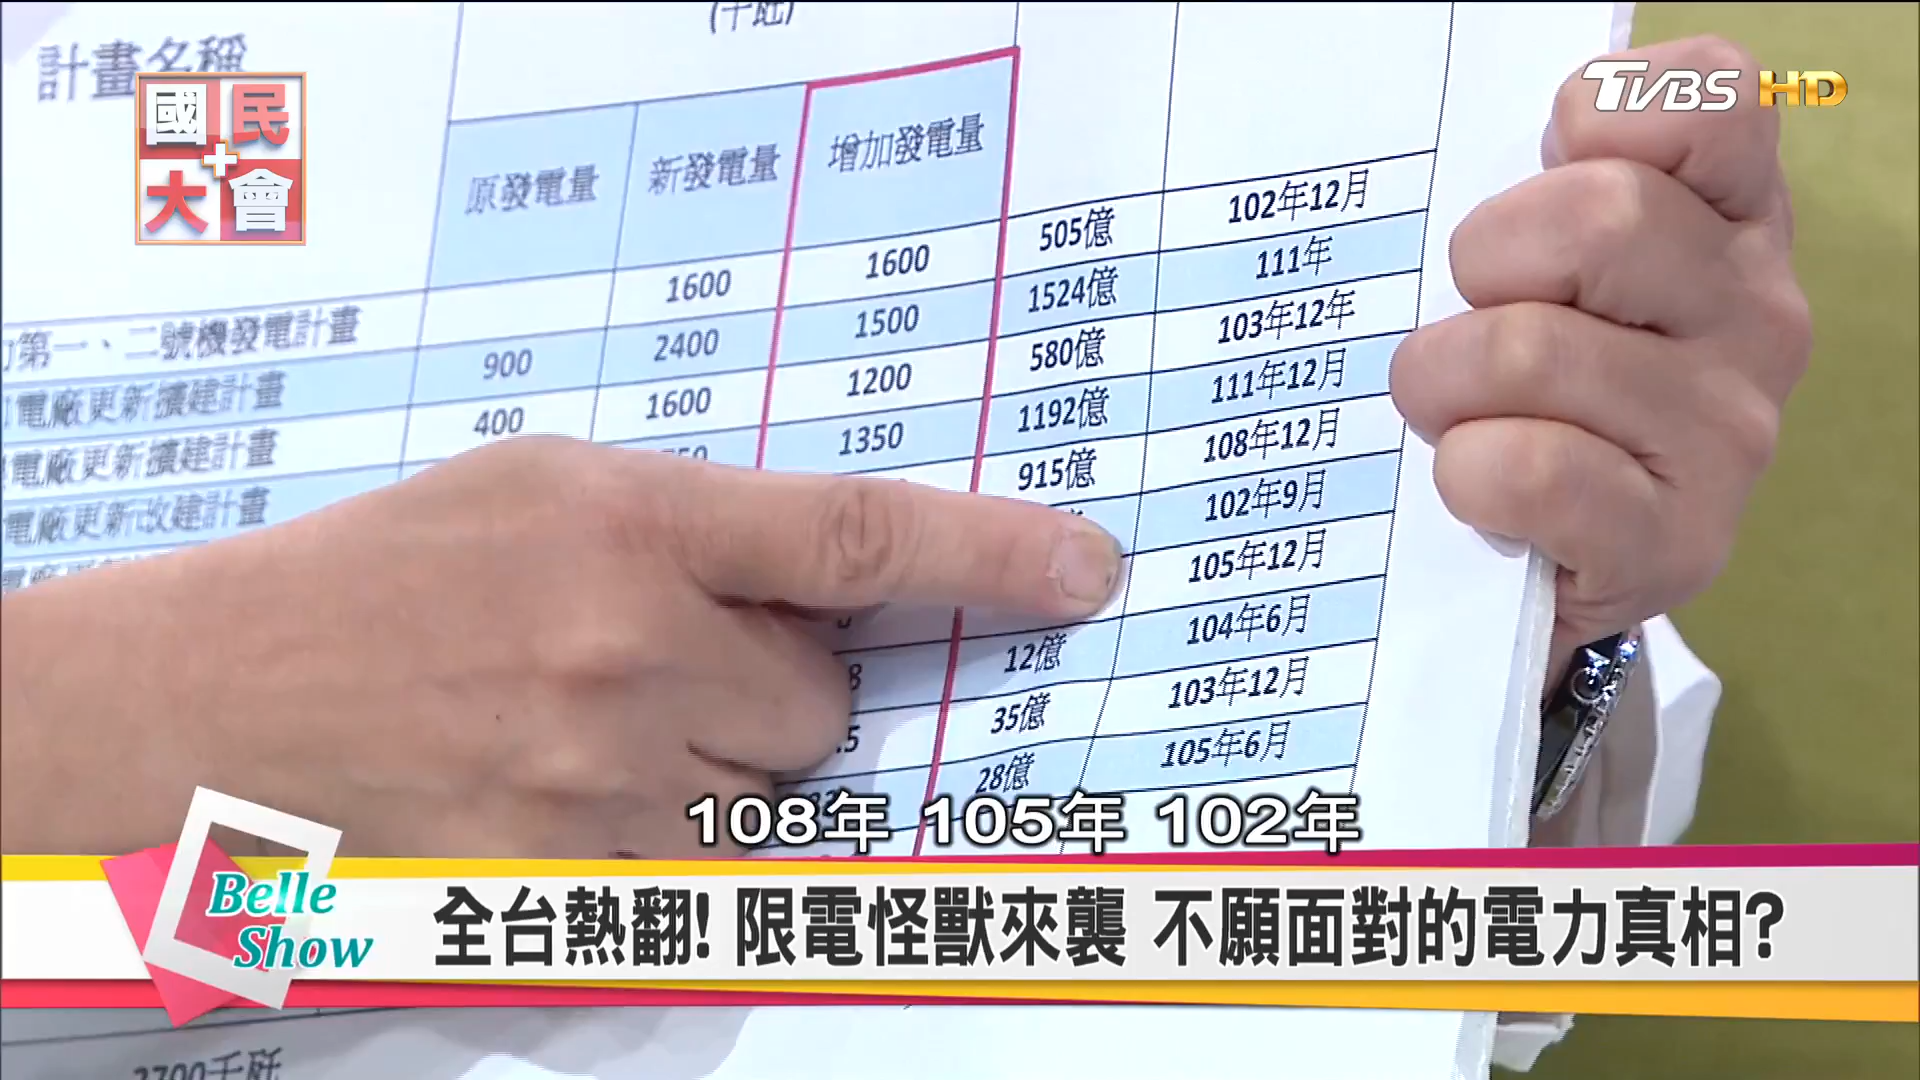 (千瓩)
計畫名稱
TVBS HD
國民
大會
原發電量 新發電量 增加發電量
1600 1600 505億 102年12月
第一、二號機發電計畫 900 2400 1500 1524億 111年
電廠更新擴建計畫 400 1600 1200 580億 103年12年
電廠更新擴建計畫 1350 1192億 111年12月
電廠更新改建計畫 915億 108年12月
102年9月
105年12月
12億 104年6月
35億 103年12月
28億 105年6月
108年 105年 102年
Belle
Show
全台熱翻! 限電怪獸來襲 不願面對的電力真相?
2700千瓩